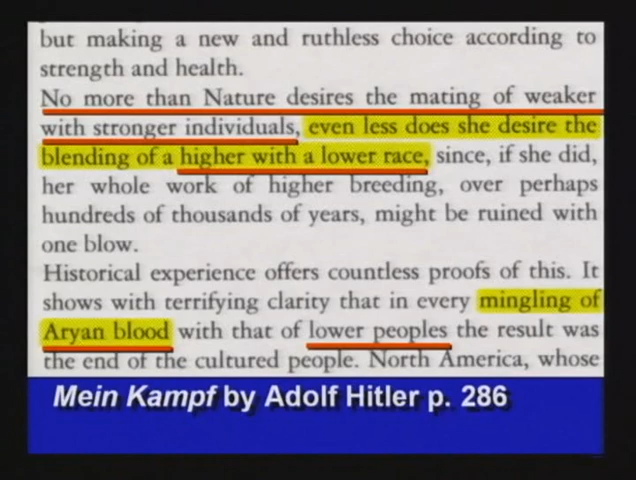 but making a new and ruthless choice according to
strength and health.
No more than Nature desires the mating of weaker
with stronger individuals, even less does she desire the
blending of a higher with a lower race, since, if she did,
her whole work of higher breeding, over perhaps
hundreds of thousands of years, might be ruined with
one blow.
Historical experience offers countless proofs of this. It
shows with terrifying clarity that in every mingling of
Aryan blood with that of lower peoples the result was
the end of the cultured people. North America, whose
Mein Kampf by Adolf Hitler p. 286